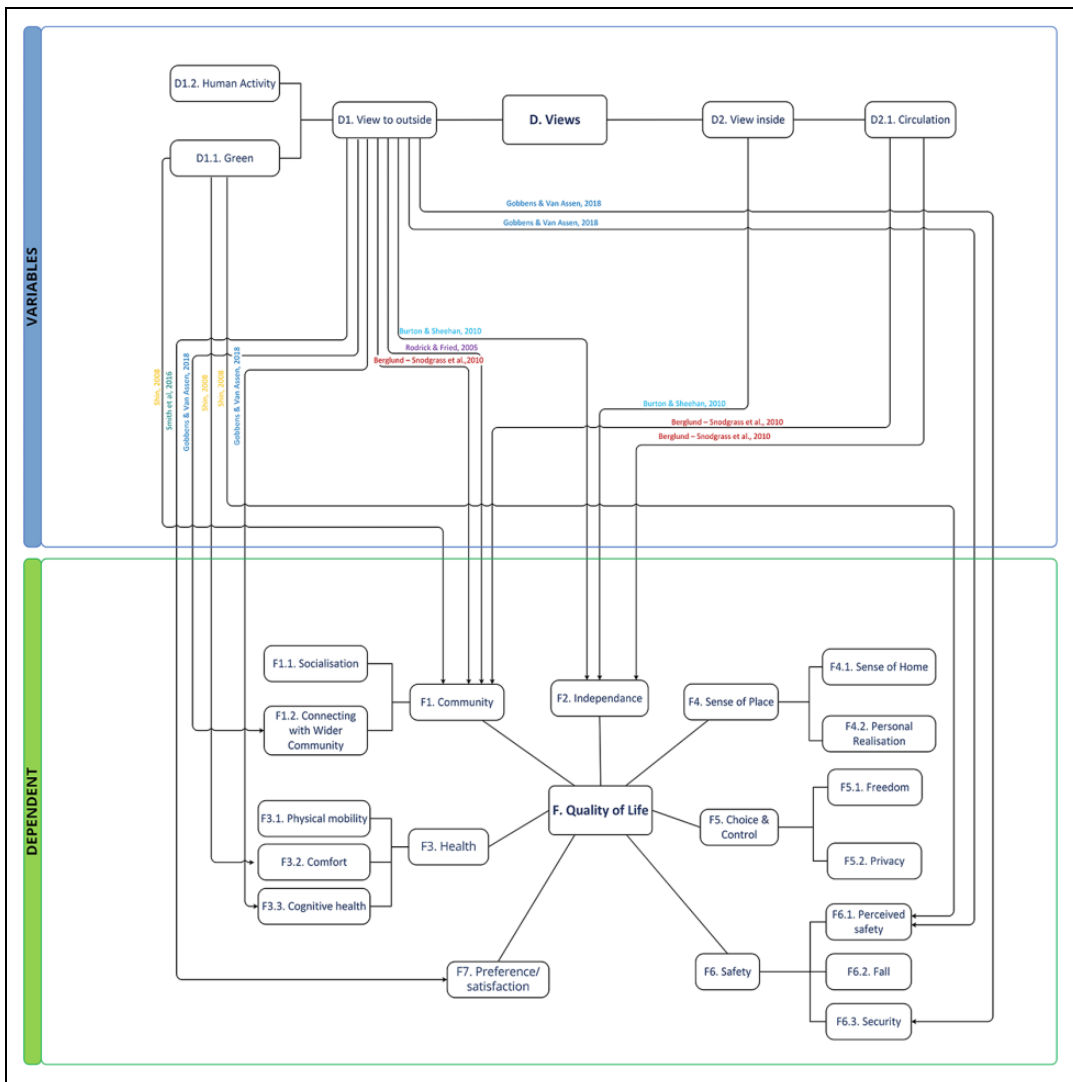 VARIABLES
D1.2. Human Activity
D1. View to outside
D. Views
D2. View inside
D2.1. Circulation
D1.1. Green
Gobbens & Van Assen, 2018
Gobbens & Van Assen, 2018
Burton & Sheehan, 2010
Rodrick & Fried, 2005
Berglund – Snodgrass et al.,2010
Shin, 2008
Smith et al, 2016
Gobbens & Van Assen, 2018
Shin, 2008
Shin, 2008
Gobbens & Van Assen, 2018
Burton & Sheehan, 2010
Berglund – Snodgrass et al., 2010
Berglund – Snodgrass et al., 2010
DEPENDENT
F1.1. Socialisation
F1. Community
F1.2. Connecting
with Wider
Community
F2. Independance
F4. Sense of Place
F4.1. Sense of Home
F4.2. Personal
Realisation
F. Quality of Life
F3.1. Physical mobility
F3. Health
F3.2. Comfort
F3.3. Cognitive health
F5. Choice &
Control
F5.1. Freedom
F5.2. Privacy
F7. Preference/
satisfaction
F6. Safety
F6.1. Perceived
safety
F6.2. Fall
F6.3. Security